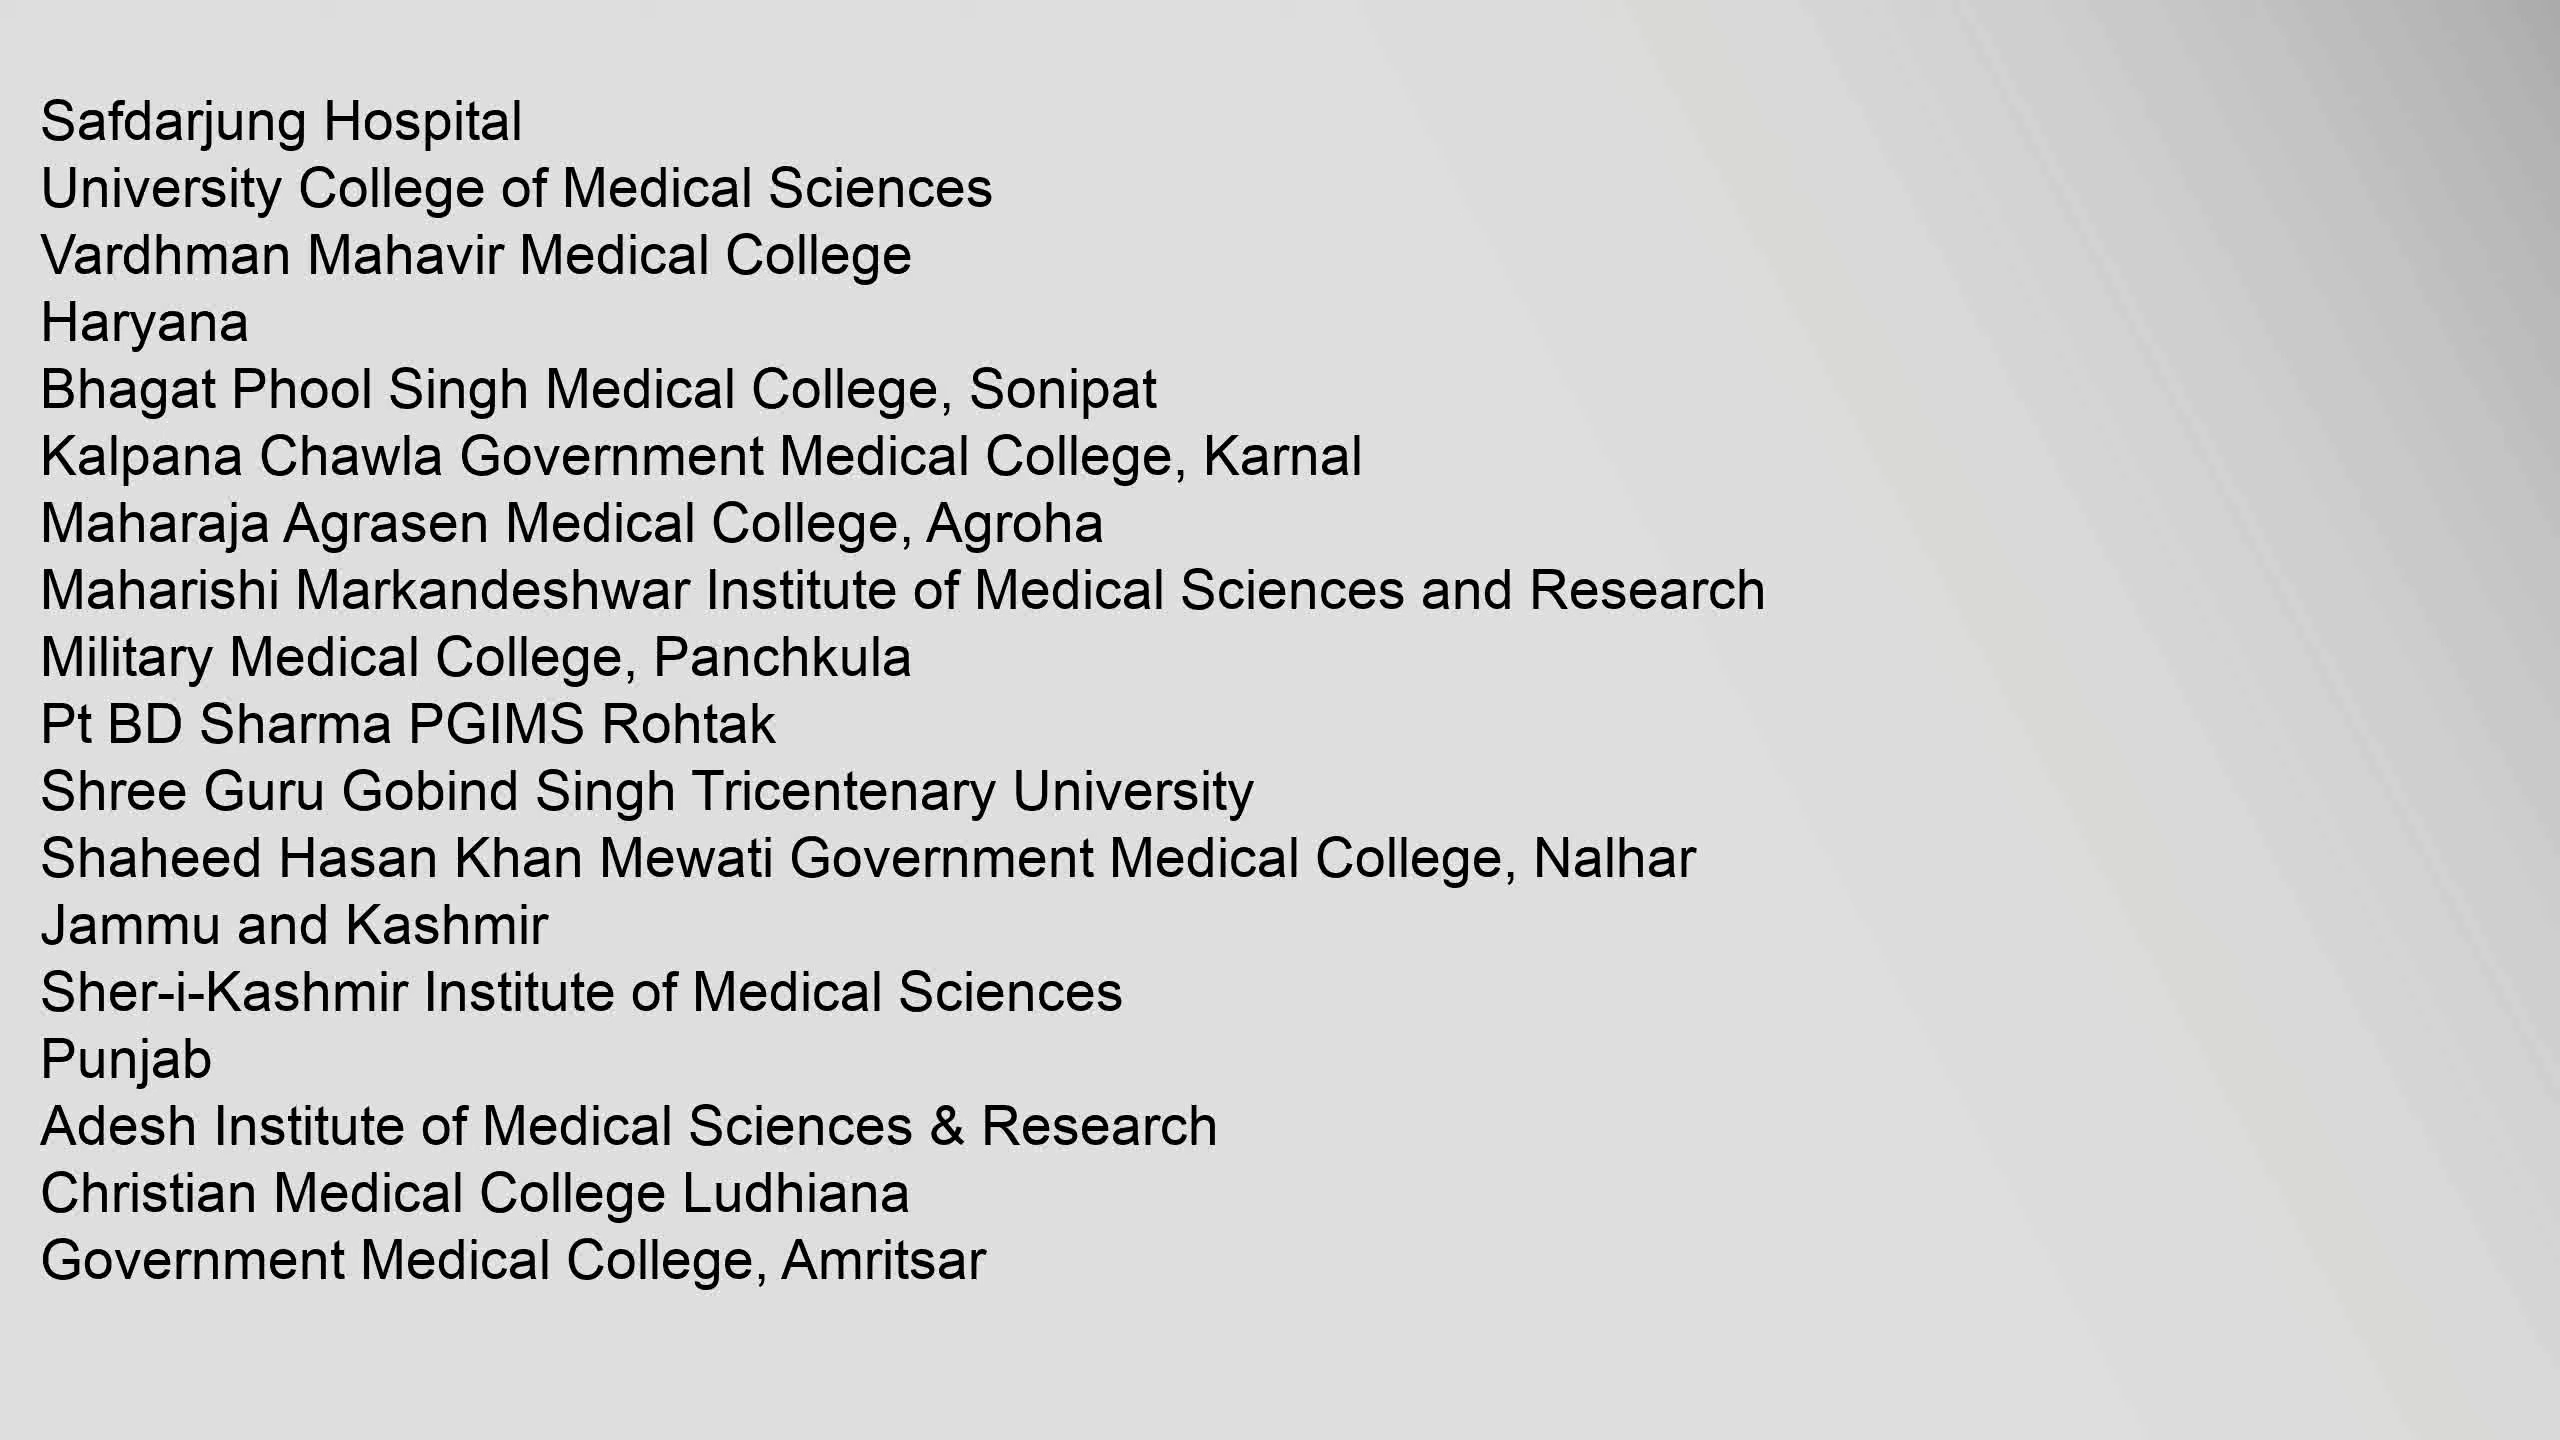 Safdarjung Hospital
University College of Medical Sciences
Vardhman Mahavir Medical College
Haryana
Bhagat Phool Singh Medical College, Sonipat
Kalpana Chawla Government Medical College, Karnal
Maharaja Agrasen Medical College, Agroha
Maharishi Markandeshwar Institute of Medical Sciences and Research
Military Medical College, Panchkula
Pt BD Sharma PGIMS Rohtak
Shree Guru Gobind Singh Tricentenary University
Shaheed Hasan Khan Mewati Government Medical College, Nalhar
Jammu and Kashmir
Sher-i-Kashmir Institute of Medical Sciences
Punjab
Adesh Institute of Medical Sciences & Research
Christian Medical College Ludhiana
Government Medical College, Amritsar